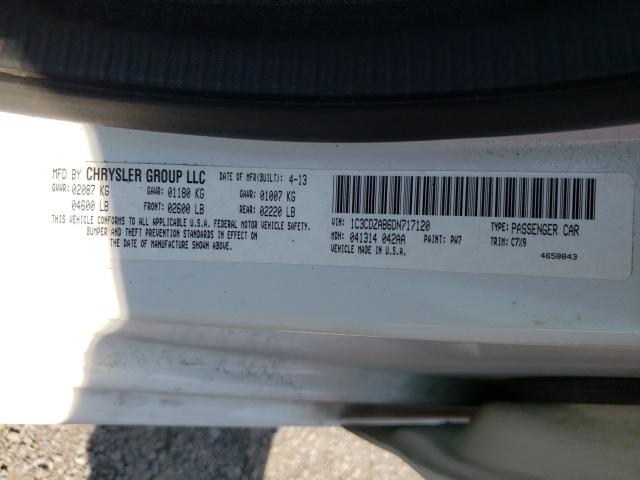 MFD BY CHRYSLER GROUP LLC DATE OF MFR(BUILT): 4-13
GVWR: 02087 KG GAWR: 01180 KG GAWR: 01007 KG
04600 LB FRONT: 02600 LB REAR: 02220 LB
THIS VEHICLE CONFORMS TO ALL APPLICABLE U.S.A. FEDERAL MOTOR VEHICLE SAFETY,
BUMPER AND THEFT PREVENTION STANDARDS IN EFFECT ON
THE DATE OF MANUFACTURE SHOWN ABOVE.
VIN: 1C3CDZAB6DN717120 TYPE: PASSENGER CAR
MDH: 041314 042AA PAINT: PW7 TRIM: C7X9
VEHICLE MADE IN U.S.A. 4658843